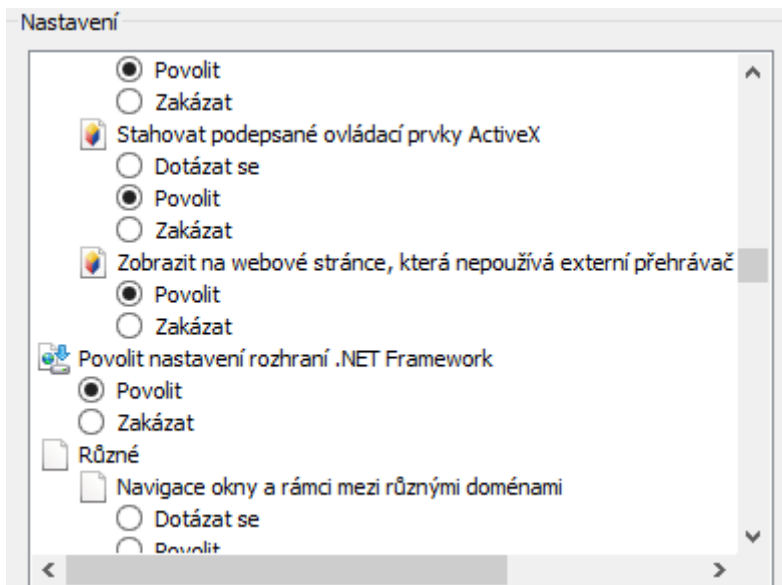 Nastavení
Povolit
Zakázat
Stahovat podepsané ovládací prvky ActiveX
Dotázat se
Povolit
Zakázat
Zobrazit na webové stránce, která nepoužívá externí přehrávač
Povolit
Zakázat
Povolit nastavení rozhraní .NET Framework
Povolit
Zakázat
Různé
Navigace okny a rámci mezi různými doménami
Dotázat se
Povolit